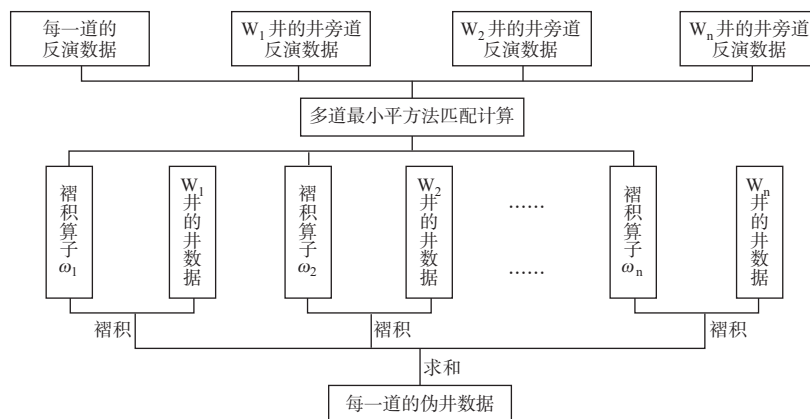 每一道的
反演数据
W₁井的井旁道
反演数据
W₂井的井旁道
反演数据
Wₙ井的井旁道
反演数据
多道最小平方法匹配计算
褶积算子ω₁
W₁井的井数据
褶积算子ω₂
W₂井的井数据
……
……
褶积算子ωₙ
Wₙ井的井数据
褶积
褶积
褶积
求和
每一道的伪井数据